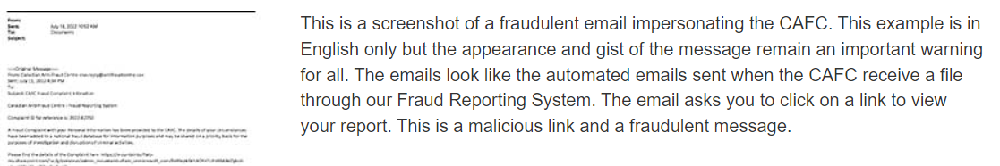 From:
Sent: July 18, 2022 10:52 AM
To: Documents
Subject:
-----Original Message-----
From: Canadian Anti-Fraud Centre
Sent: July 15, 2022 4:34 PM
To:
Subject: CAFC Fraud Complaint Information
Canadian Anti-Fraud Centre - Fraud Reporting System
Complaint ID for reference is: 2022-
A Fraud Complaint with your Personal Information has been provided to the CAFC. The details of your circumstances
have been added to a national fraud database for information purposes and may be shared on a priority basis for the
purposes of investigation and disruption of criminal activities.
Please find the details of the Complaint here:
This is a screenshot of a fraudulent email impersonating the CAFC. This example is in
English only but the appearance and gist of the message remain an important warning
for all. The emails look like the automated emails sent when the CAFC receive a file
through our Fraud Reporting System. The email asks you to click on a link to view
your report. This is a malicious link and a fraudulent message.